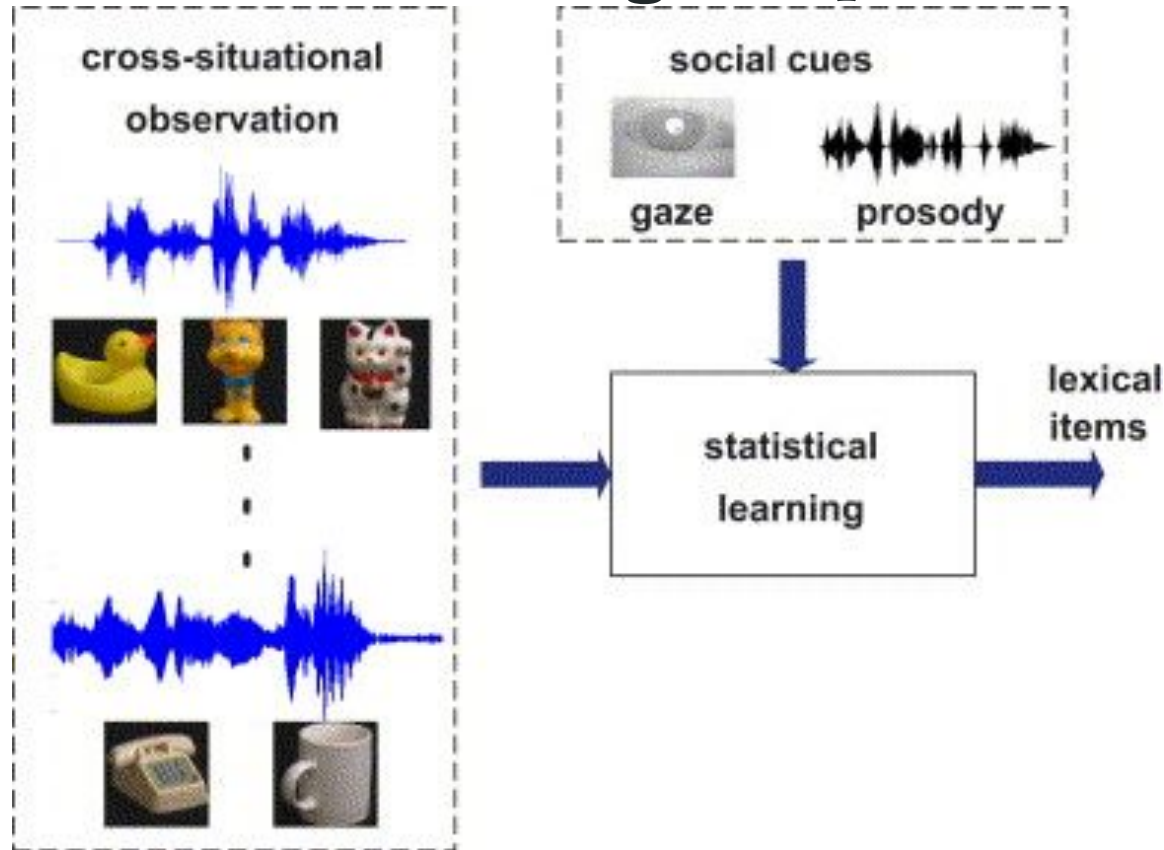 cross-situational
observation
social cues
gaze
prosody
statistical
learning
lexical
items